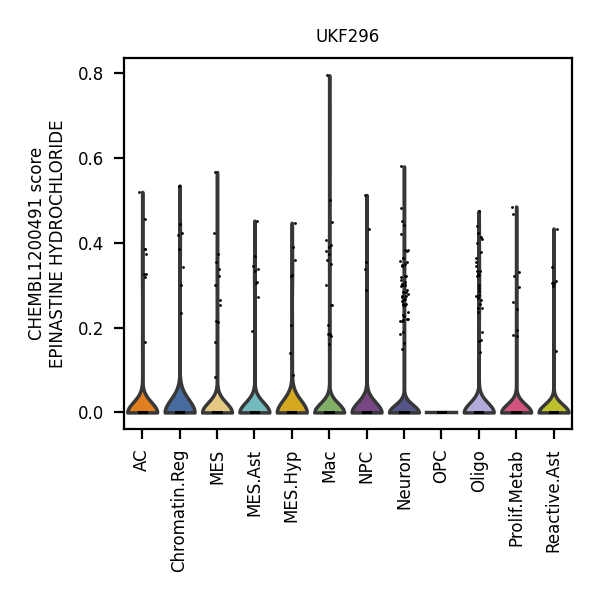 UKF296
CHEMBL1200491 score
EPINASTINE HYDROCHLORIDE
0.8
0.6
0.4
0.2
0.0
AC
Chromatin.Reg
MES
MES.Ast
MES.Hyp
Mac
NPC
Neuron
OPC
Oligo
Prolif.Metab
Reactive.Ast